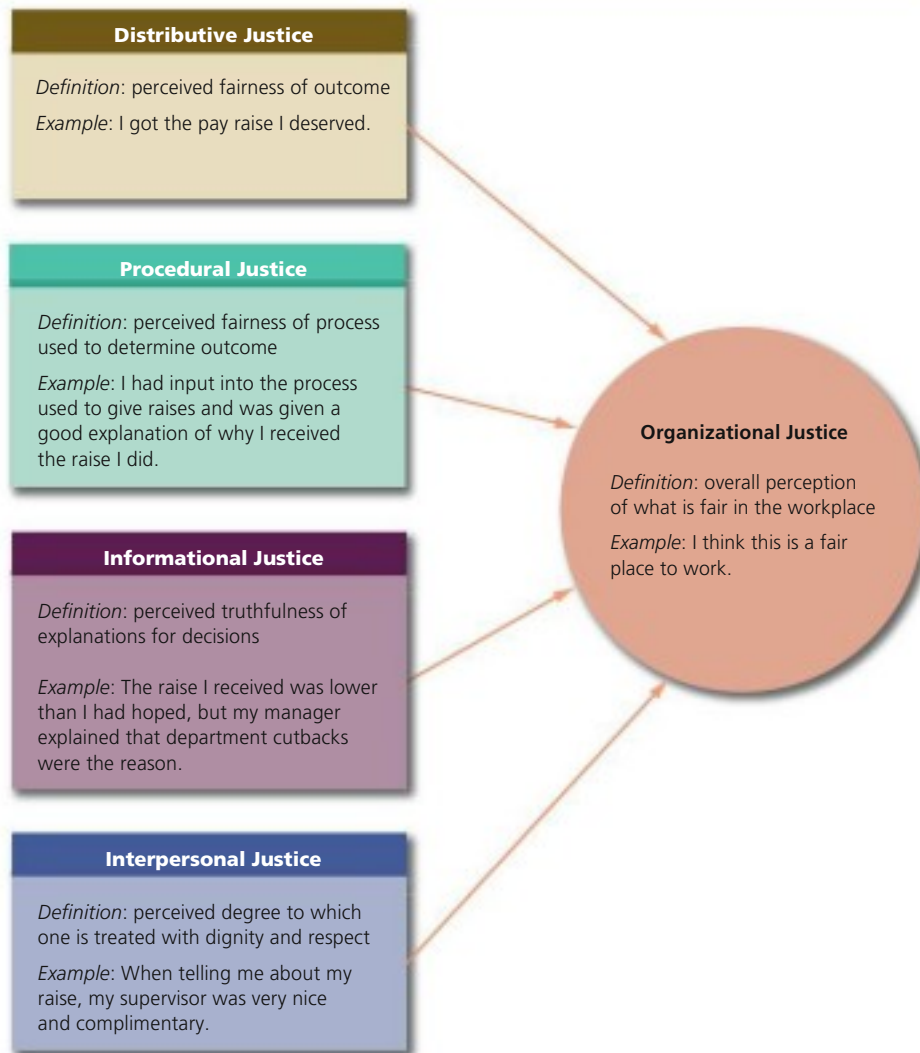 Distributive Justice
Definition: perceived fairness of outcome
Example: I got the pay raise I deserved.
Procedural Justice
Definition: perceived fairness of process
used to determine outcome
Example: I had input into the process
used to give raises and was given a
good explanation of why I received
the raise I did.
Informational Justice
Definition: perceived truthfulness of
explanations for decisions
Example: The raise I received was lower
than I had hoped, but my manager
explained that department cutbacks
were the reason.
Interpersonal Justice
Definition: perceived degree to which
one is treated with dignity and respect
Example: When telling me about my
raise, my supervisor was very nice
and complimentary.
Organizational Justice
Definition: overall perception
of what is fair in the workplace
Example: I think this is a fair
place to work.